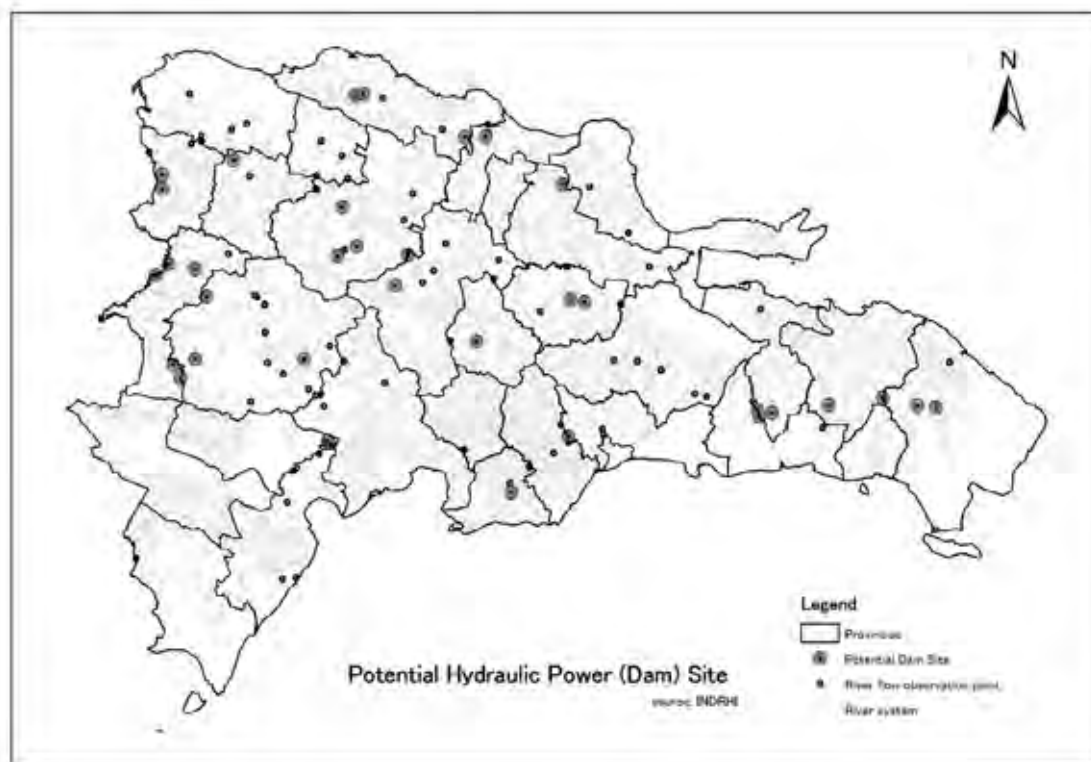 N
Legend
Provinces
Potential Dam Site
River flow observation point
River system
Potential Hydraulic Power (Dam) Site
source: INDRHI